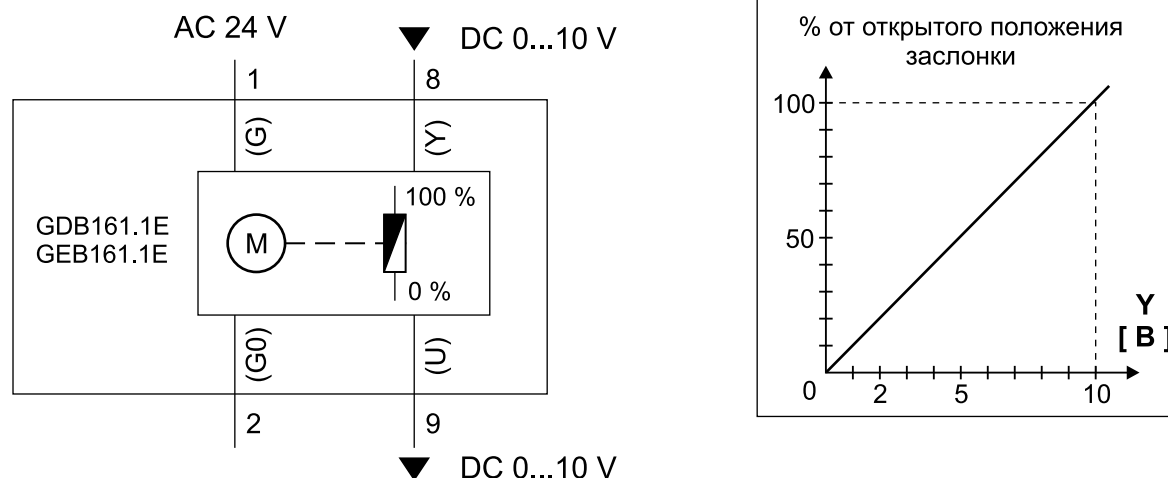 AC 24 V
DC 0...10 V
1
8
(G)
(Y)
100 %
GDB161.1E
GEB161.1E
M
0 %
(G0)
(U)
2
9
DC 0...10 V
% от открытого положения
заслонки
100
50
Y
[ В ]
0
2
5
10